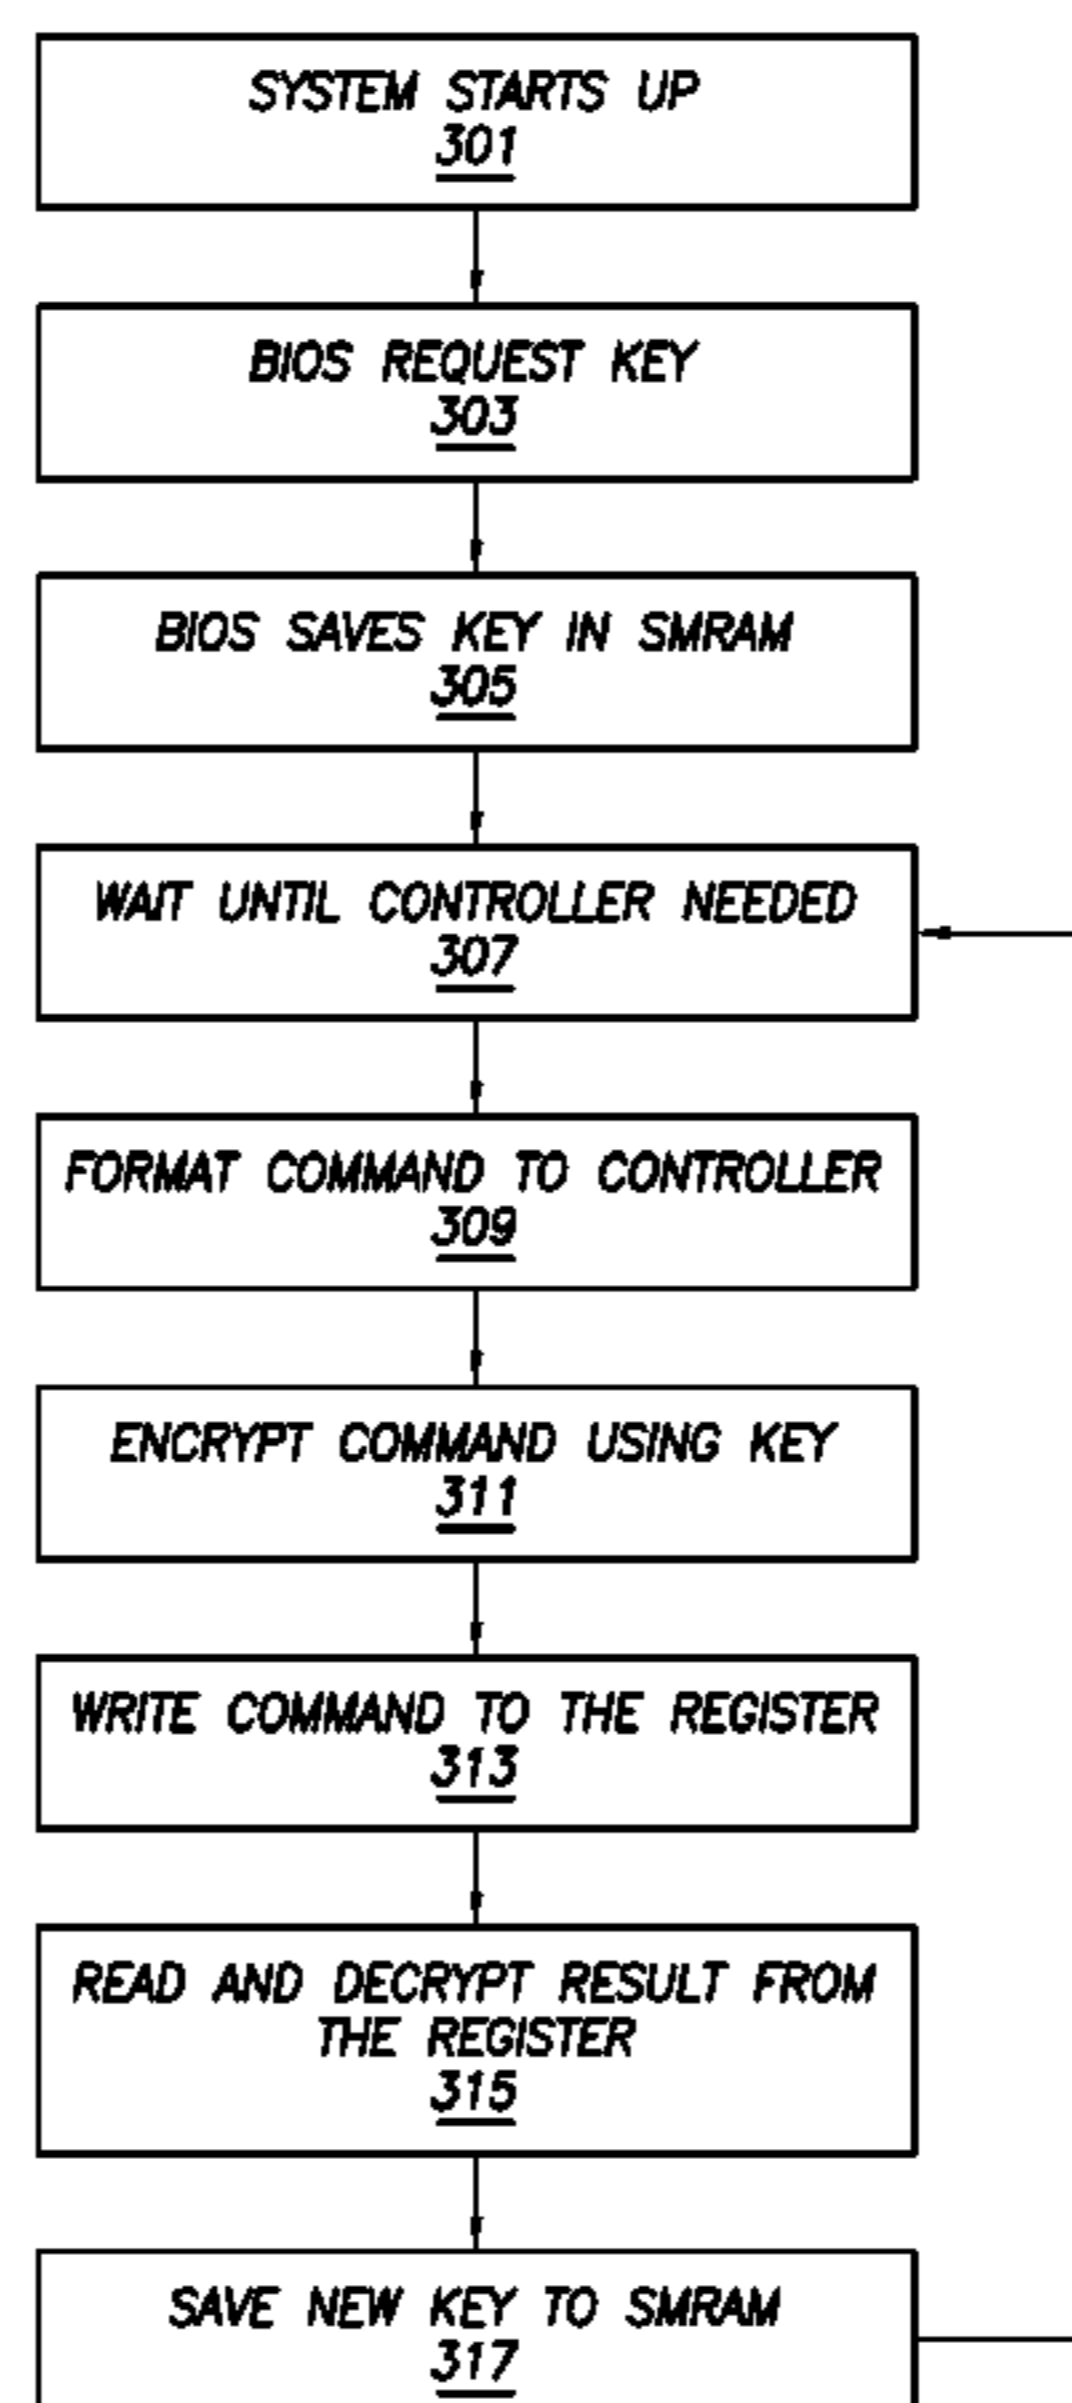 SYSTEM STARTS UP
301
BIOS REQUEST KEY
303
BIOS SAVES KEY IN SMRAM
305
WAIT UNTIL CONTROLLER NEEDED
307
FORMAT COMMAND TO CONTROLLER
309
ENCRYPT COMMAND USING KEY
311
WRITE COMMAND TO THE REGISTER
313
READ AND DECRYPT RESULT FROM
THE REGISTER
315
SAVE NEW KEY TO SMRAM
317